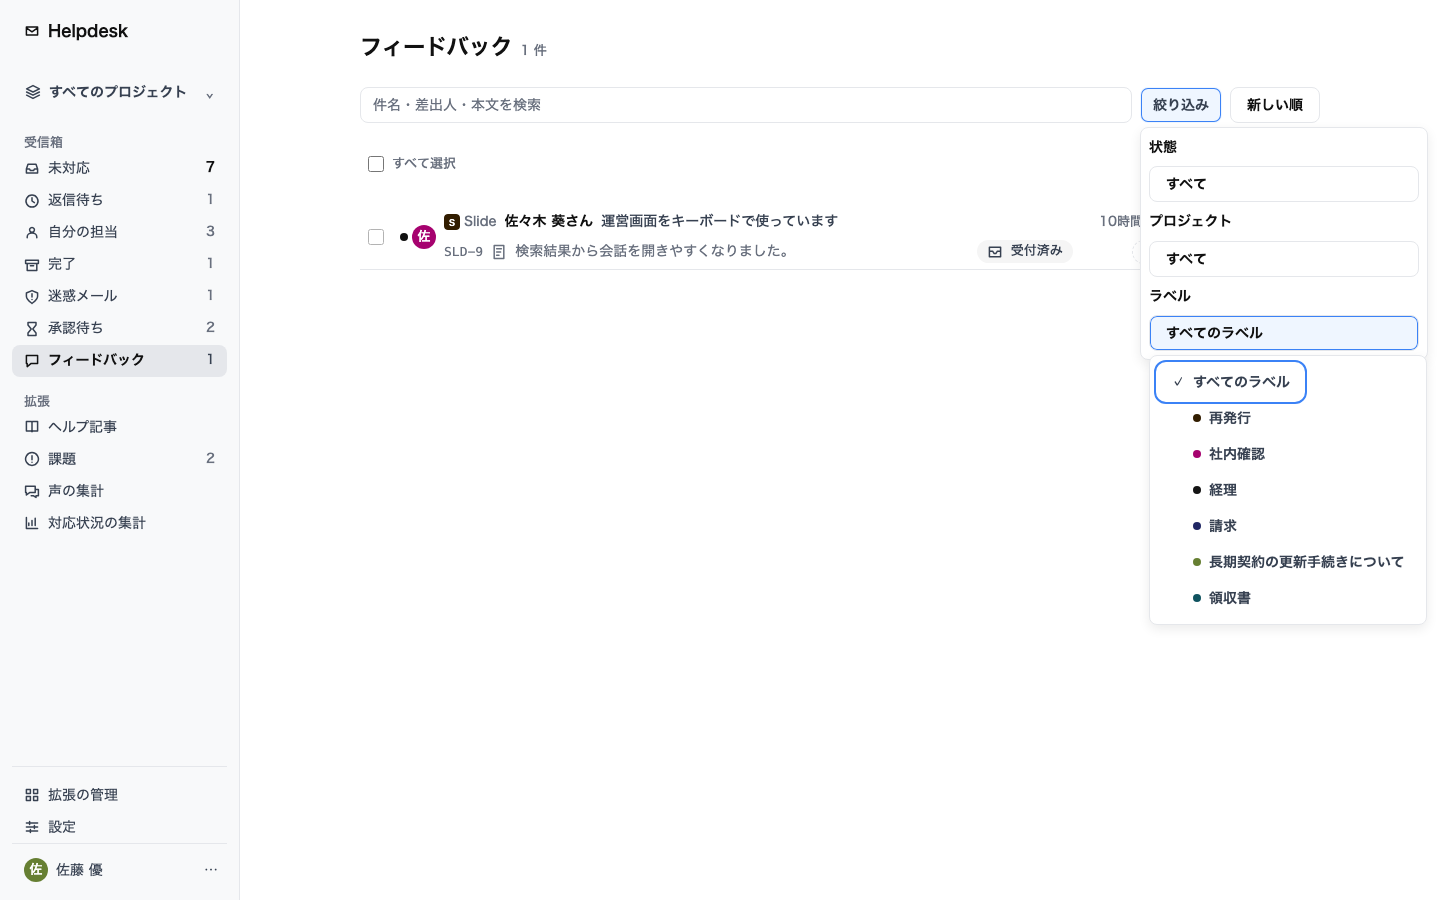 Helpdesk
すべてのプロジェクト
受信箱
未対応 7
返信待ち 1
自分の担当 3
完了 1
迷惑メール 1
承認待ち 2
フィードバック 1
拡張
ヘルプ記事
課題 2
声の集計
対応状況の集計
拡張の管理
設定
佐 佐藤 優 …
フィードバック 1 件
件名・差出人・本文を検索
絞り込み
新しい順
すべて選択
S Slide 佐々木 葵さん 運営画面をキーボードで使っています 10時間
佐
SLD-9 検索結果から会話を開きやすくなりました。 受付済み
状態
すべて
プロジェクト
すべて
ラベル
すべてのラベル
✓ すべてのラベル
再発行
社内確認
経理
請求
長期契約の更新手続きについて
領収書